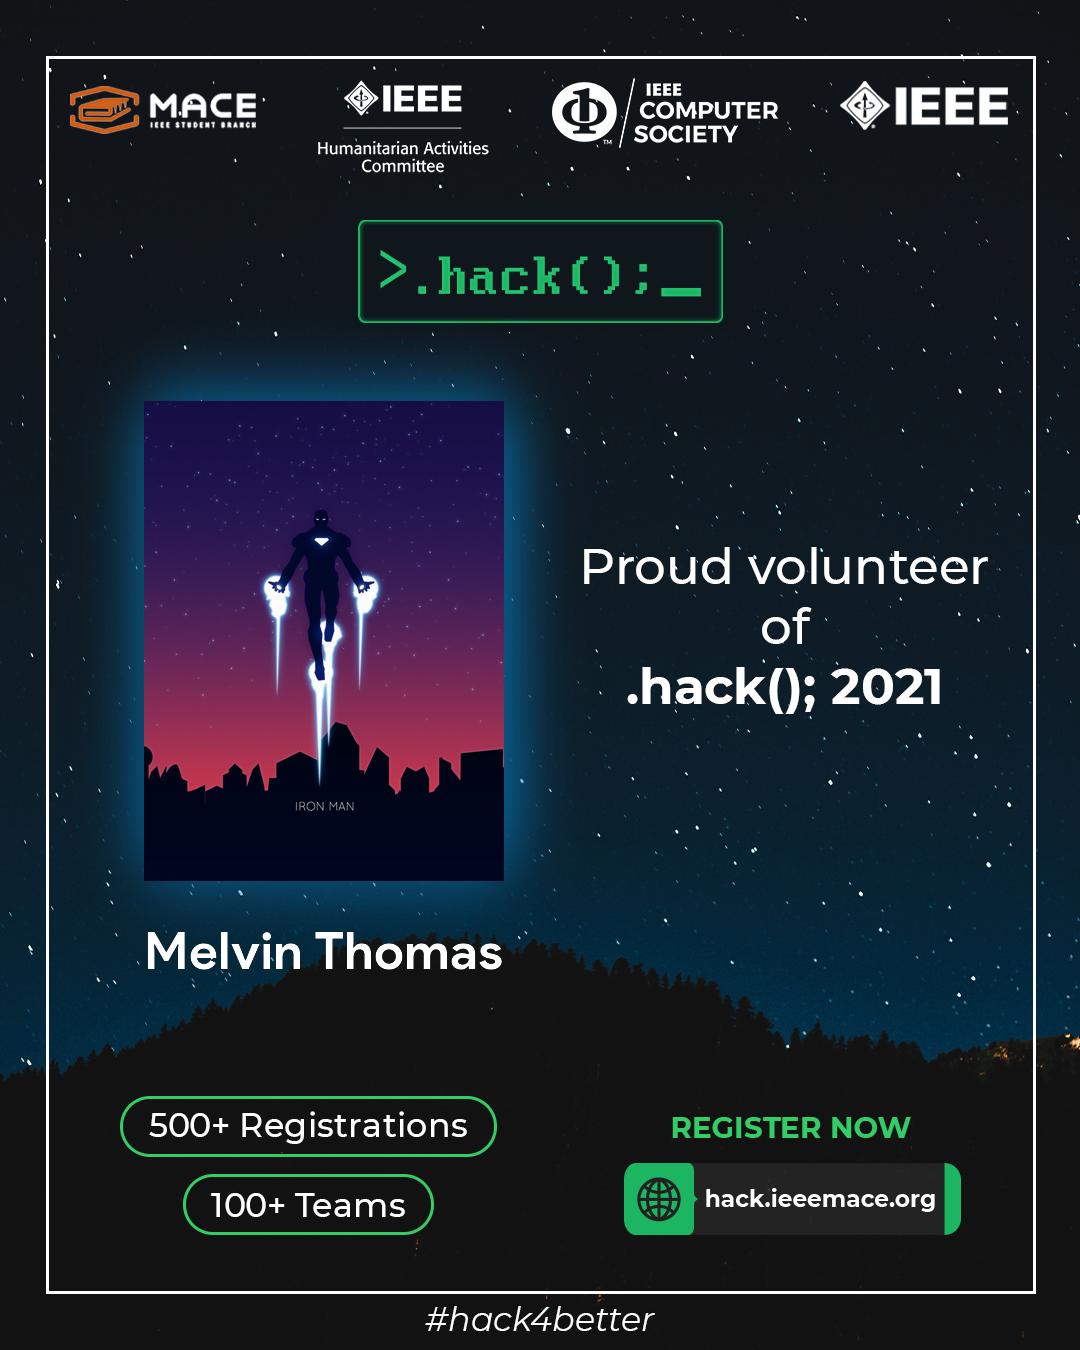 MACE
IEEE STUDENT BRANCH
IEEE
Humanitarian Activities
Committee
IEEE
COMPUTER
SOCIETY
TM
IEEE
>.hack();_
Proud volunteer
of
.hack(); 2021
IRON MAN
Melvin Thomas
500+ Registrations
100+ Teams
REGISTER NOW
hack.ieeemace.org
#hack4better